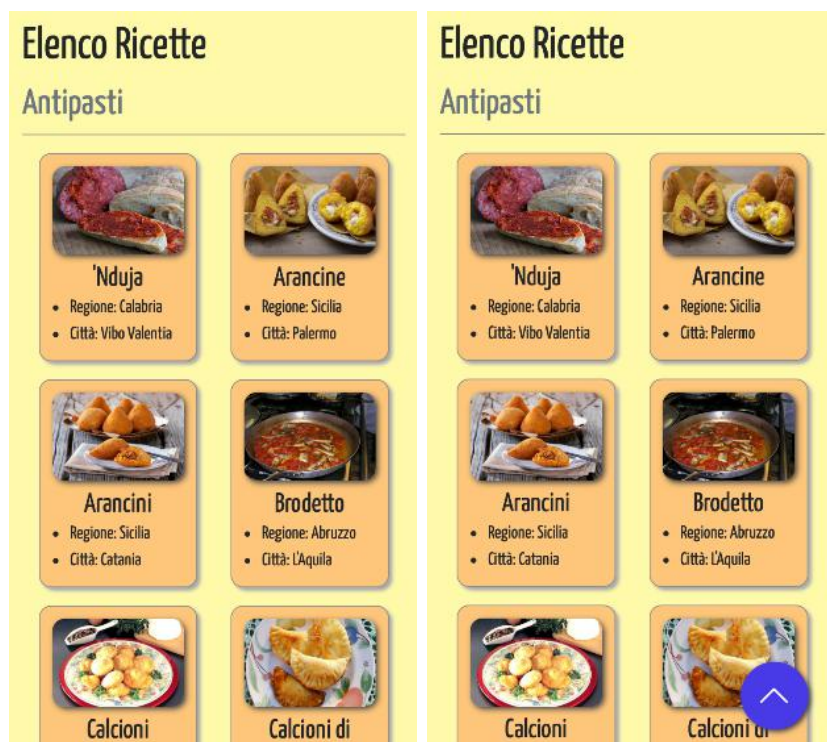 Elenco Ricette
Antipasti
'Nduja
• Regione: Calabria
• Città: Vibo Valentia
Arancine
• Regione: Sicilia
• Città: Palermo
Arancini
• Regione: Sicilia
• Città: Catania
Brodetto
• Regione: Abruzzo
• Città: L'Aquila
Calcioni
Calcioni di
Elenco Ricette
Antipasti
'Nduja
• Regione: Calabria
• Città: Vibo Valentia
Arancine
• Regione: Sicilia
• Città: Palermo
Arancini
• Regione: Sicilia
• Città: Catania
Brodetto
• Regione: Abruzzo
• Città: L'Aquila
Calcioni
Calcioni di